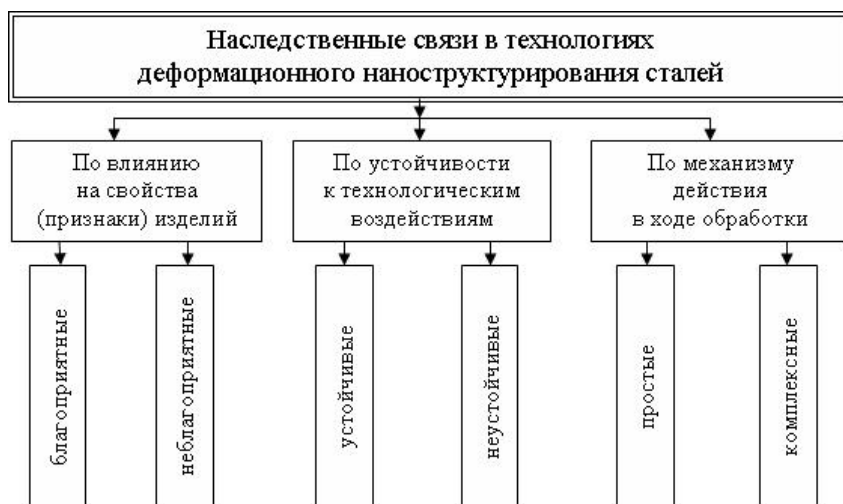 Наследственные связи в технологиях
деформационного наноструктурирования сталей
По влиянию
на свойства
(признаки) изделий
По устойчивости
к технологическим
воздействиям
По механизму
действия
в ходе обработки
благоприятные
неблагоприятные
устойчивые
неустойчивые
простые
комплексные